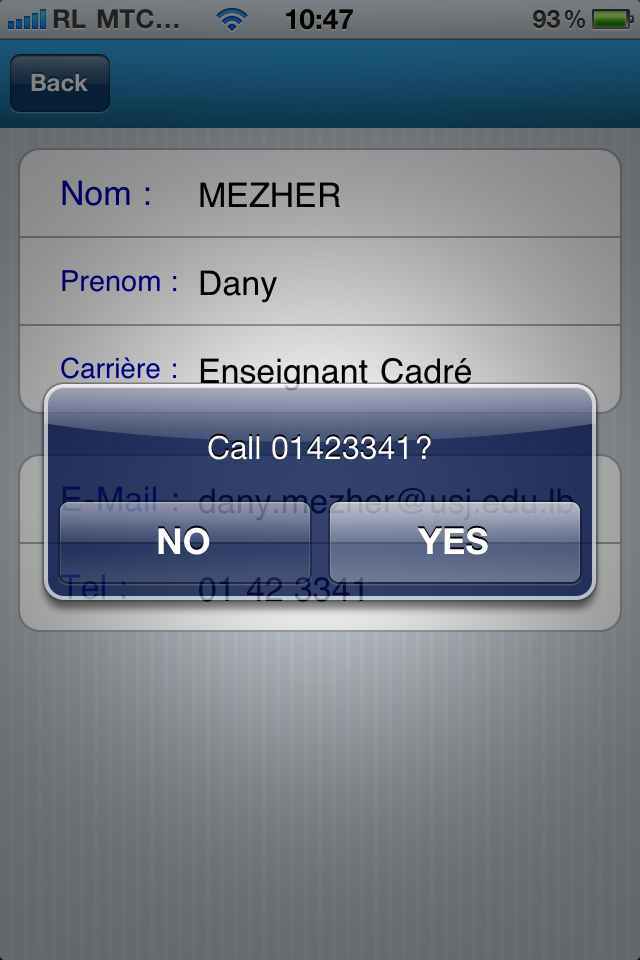 RL MTC... 10:47 93%
Back
Nom : MEZHER
Prenom : Dany
Carrière : Enseignant Cadré
Call 01423341?
E-Mail : dany.mezher@usj.edu.lb
NO YES
Tel : 01 42 3341